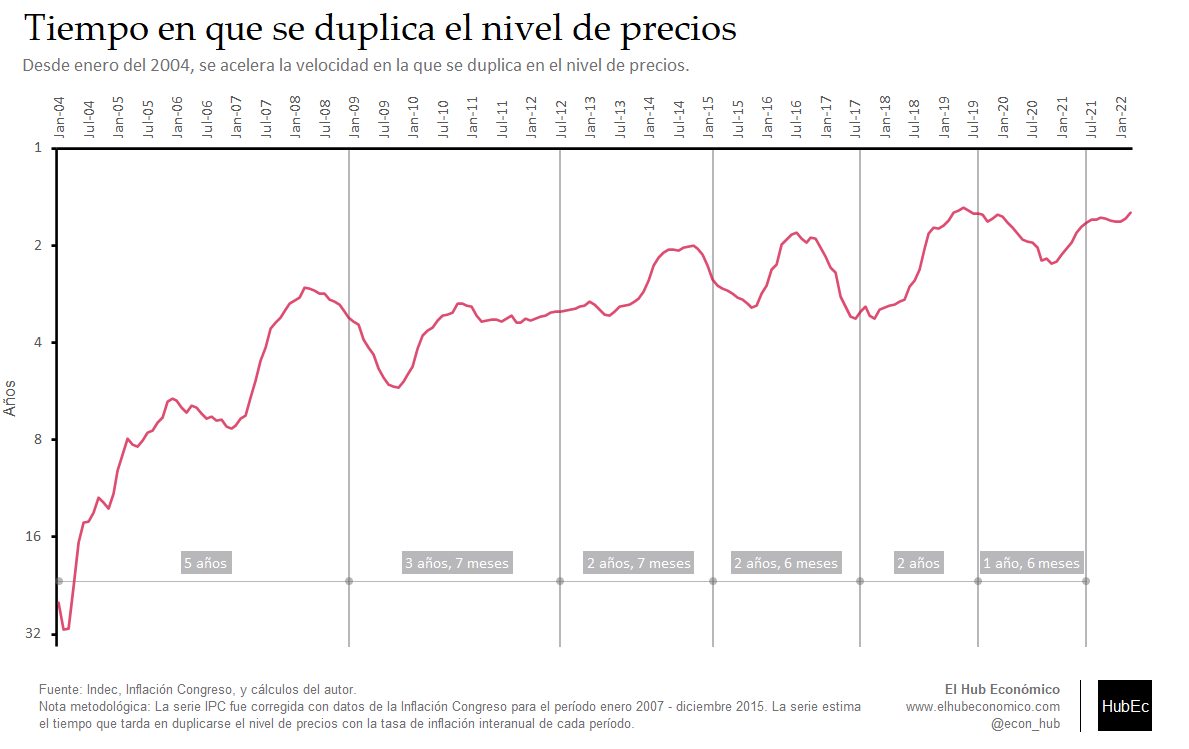 Tiempo en que se duplica el nivel de precios
Desde enero del 2004, se acelera la velocidad en la que se duplica en el nivel de precios.
Jan-04 Jul-04 Jan-05 Jul-05 Jan-06 Jul-06 Jan-07 Jul-07 Jan-08 Jul-08 Jan-09 Jul-09 Jan-10 Jul-10 Jan-11 Jul-11 Jan-12 Jul-12 Jan-13 Jul-13 Jan-14 Jul-14 Jan-15 Jul-15 Jan-16 Jul-16 Jan-17 Jul-17 Jan-18 Jul-18 Jan-19 Jul-19 Jan-20 Jul-20 Jan-21 Jul-21 Jan-22
1
2
4
Años
8
16
5 años 3 años, 7 meses 2 años, 7 meses 2 años, 6 meses 2 años 1 año, 6 meses
32
Fuente: Indec, Inflación Congreso, y cálculos del autor.
Nota metodológica: La serie IPC fue corregida con datos de la Inflación Congreso para el período enero 2007 - diciembre 2015. La serie estima
el tiempo que tarda en duplicarse el nivel de precios con la tasa de inflación interanual de cada período.
El Hub Económico
www.elhubeconomico.com
@econ_hub
HubEc